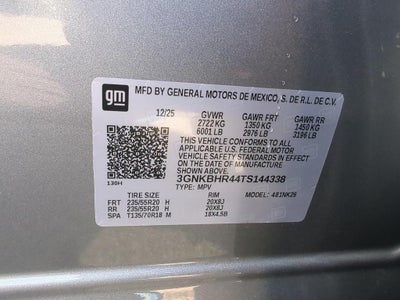 gm
MFD BY GENERAL MOTORS DE MEXICO, S. DE R.L. DE C.V.
12/25 GVWR GAWR FRT GAWR RR
2722 KG 1350 KG 1450 KG
6001 LB 2976 LB 3196 LB
THIS VEHICLE CONFORMS TO ALL
APPLICABLE U.S. FEDERAL MOTOR
VEHICLE SAFETY STANDARDS IN
EFFECT ON THE DATE OF
MANUFACTURE SHOWN ABOVE.
3GNKBHR44TS144338
TYPE: MPV MODEL: 481NK26
135H
TIRE SIZE RIM
FRT 235/55R20 H 20X8J
RR 235/55R20 H 20X8J
SPA T135/70R18 M 18X4.5B